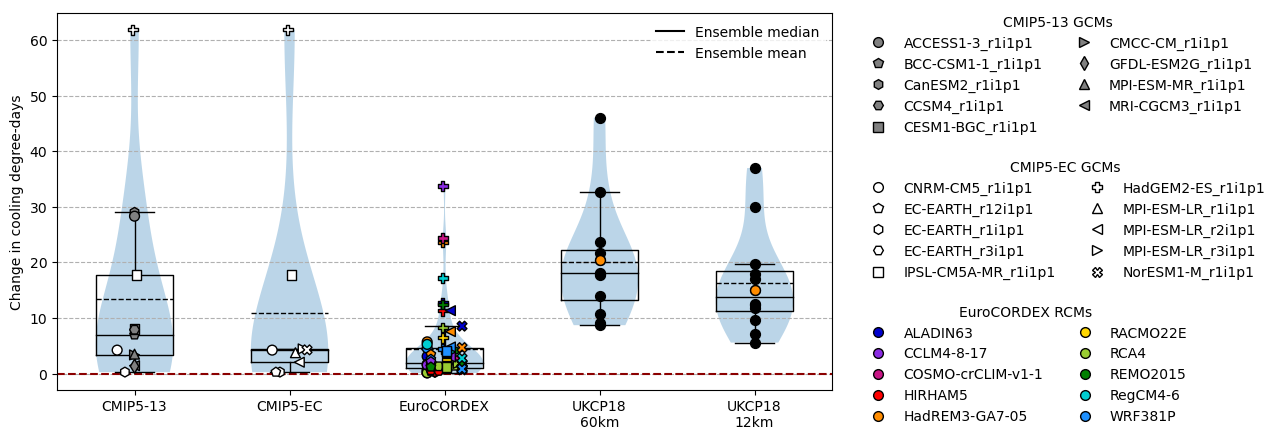 Change in cooling degree-days
60
50
40
30
20
10
0
Ensemble median
Ensemble mean
CMIP5-13
CMIP5-EC
EuroCORDEX
UKCP18
60km
UKCP18
12km
CMIP5-13 GCMs
ACCESS1-3_r1i1p1
BCC-CSM1-1_r1i1p1
CanESM2_r1i1p1
CCSM4_r1i1p1
CESM1-BGC_r1i1p1
CMCC-CM_r1i1p1
GFDL-ESM2G_r1i1p1
MPI-ESM-MR_r1i1p1
MRI-CGCM3_r1i1p1
CMIP5-EC GCMs
CNRM-CM5_r1i1p1
EC-EARTH_r12i1p1
EC-EARTH_r1i1p1
EC-EARTH_r3i1p1
IPSL-CM5A-MR_r1i1p1
HadGEM2-ES_r1i1p1
MPI-ESM-LR_r1i1p1
MPI-ESM-LR_r2i1p1
MPI-ESM-LR_r3i1p1
NorESM1-M_r1i1p1
EuroCORDEX RCMs
ALADIN63
CCLM4-8-17
COSMO-crCLIM-v1-1
HIRHAM5
HadREM3-GA7-05
RACMO22E
RCA4
REMO2015
RegCM4-6
WRF381P